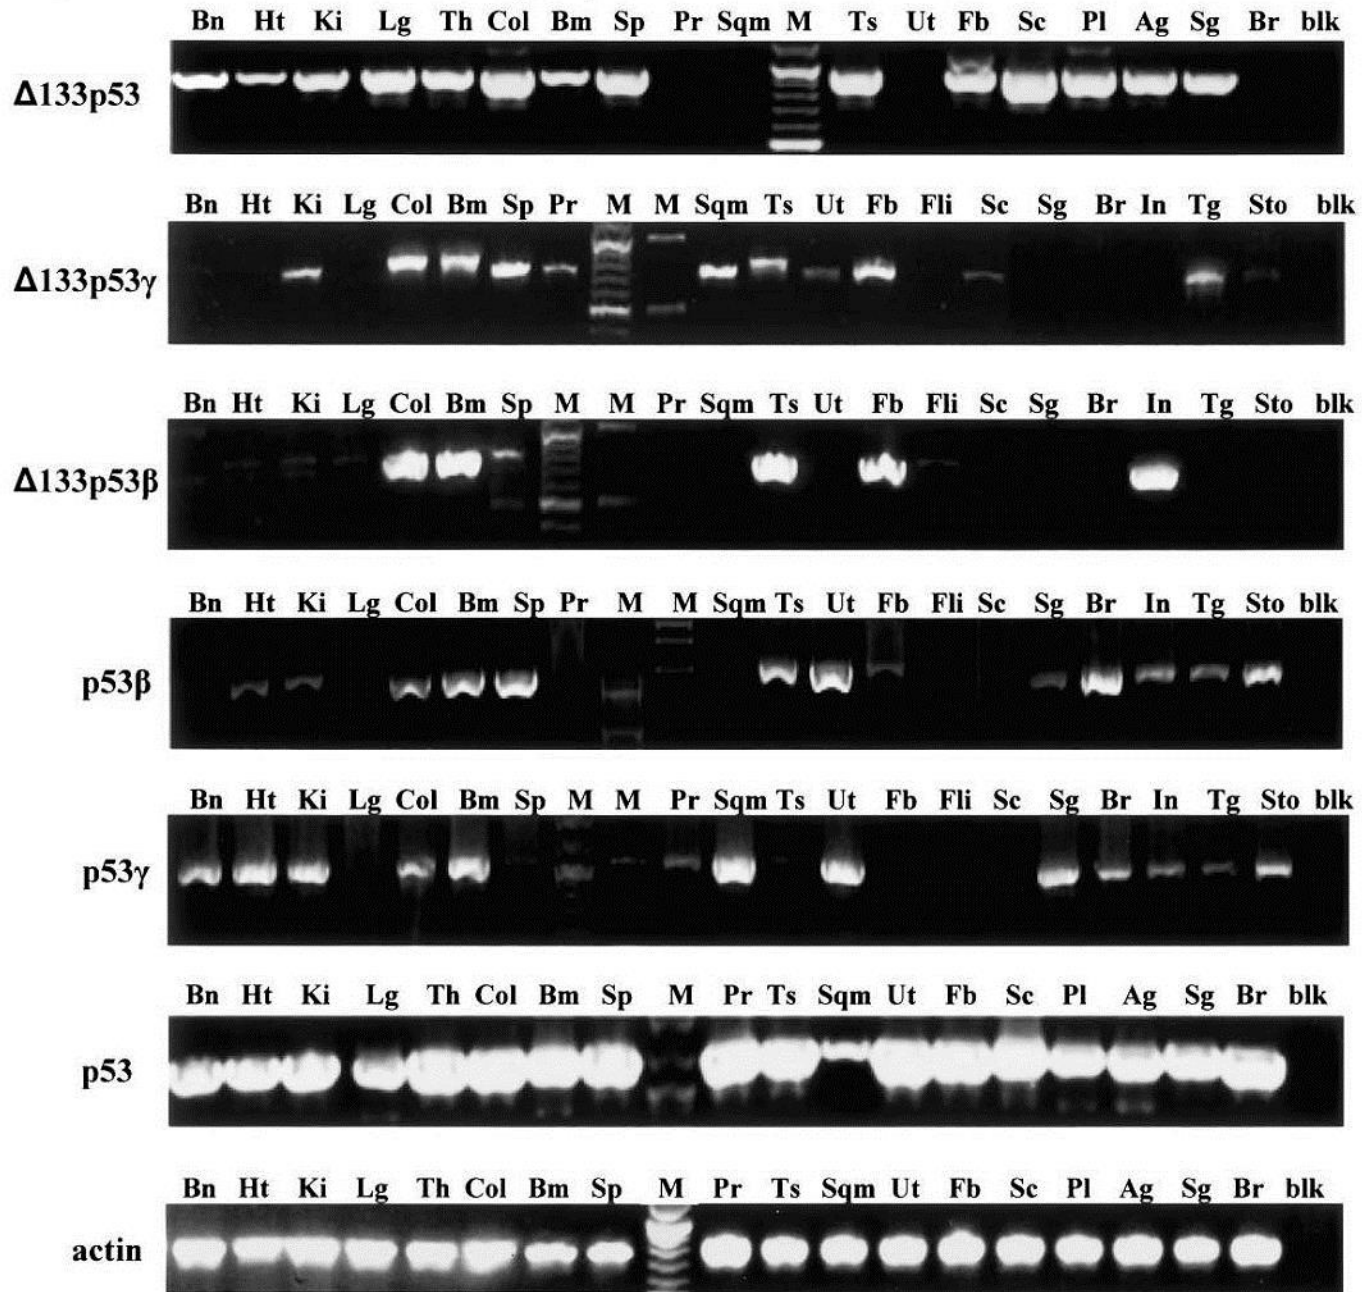 Bn Ht Ki Lg Th Col Bm Sp Pr Sqm M Ts Ut Fb Sc Pl Ag Sg Br blk
Δ133p53
Bn Ht Ki Lg Col Bm Sp Pr M M Sqm Ts Ut Fb Fli Sc Sg Br In Tg Sto blk
Δ133p53γ
Bn Ht Ki Lg Col Bm Sp M M Pr Sqm Ts Ut Fb Fli Sc Sg Br In Tg Sto blk
Δ133p53β
Bn Ht Ki Lg Col Bm Sp Pr M M Sqm Ts Ut Fb Fli Sc Sg Br In Tg Sto blk
p53β
Bn Ht Ki Lg Col Bm Sp M M Pr Sqm Ts Ut Fb Fli Sc Sg Br In Tg Sto blk
p53γ
Bn Ht Ki Lg Th Col Bm Sp M Pr Ts Sqm Ut Fb Sc Pl Ag Sg Br blk
p53
Bn Ht Ki Lg Th Col Bm Sp M Pr Ts Sqm Ut Fb Sc Pl Ag Sg Br blk
actin